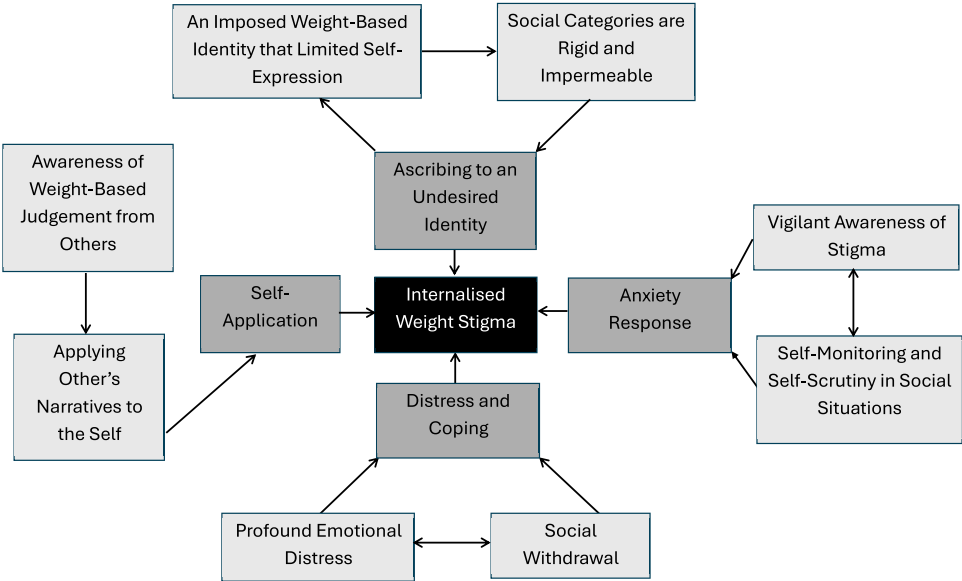 An Imposed Weight-Based
Identity that Limited Self-
Expression
Social Categories are
Rigid and
Impermeable
Awareness of
Weight-Based
Judgement from
Others
Ascribing to an
Undesired
Identity
Vigilant Awareness of
Stigma
Self-
Application
Internalised
Weight Stigma
Anxiety
Response
Applying
Other's
Narratives to
the Self
Self-Monitoring and
Self-Scrutiny in Social
Situations
Distress and
Coping
Profound Emotional
Distress
Social
Withdrawal